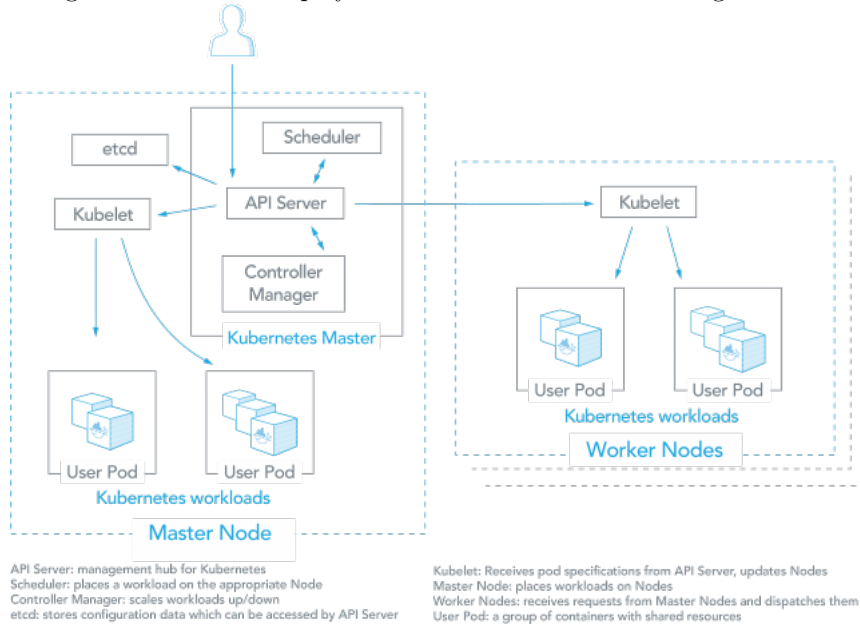 etcd
Scheduler
Kubelet
API Server
Kubelet
Controller
Manager
Kubernetes Master
User Pod
User Pod
Kubernetes workloads
Master Node
User Pod
User Pod
Kubernetes workloads
Worker Nodes
API Server: management hub for Kubernetes
Scheduler: places a workload on the appropriate Node
Controller Manager: scales workloads up/down
etcd: stores configuration data which can be accessed by API Server
Kubelet: Receives pod specifications from API Server, updates Nodes
Master Node: places workloads on Nodes
Worker Nodes: receives requests from Master Nodes and dispatches them
User Pod: a group of containers with shared resources